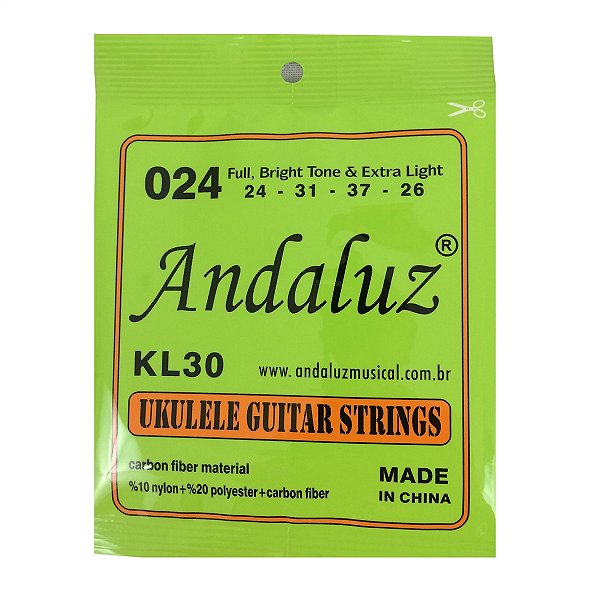 024 Full, Bright Tone & Extra Light
24 - 31 - 37 - 26
Andaluz®
KL30 www.andaluzmusical.com.br
UKULELE GUITAR STRINGS
carbon fiber material
%10 nylon+%20 polyester+carbon fiber
MADE
IN CHINA